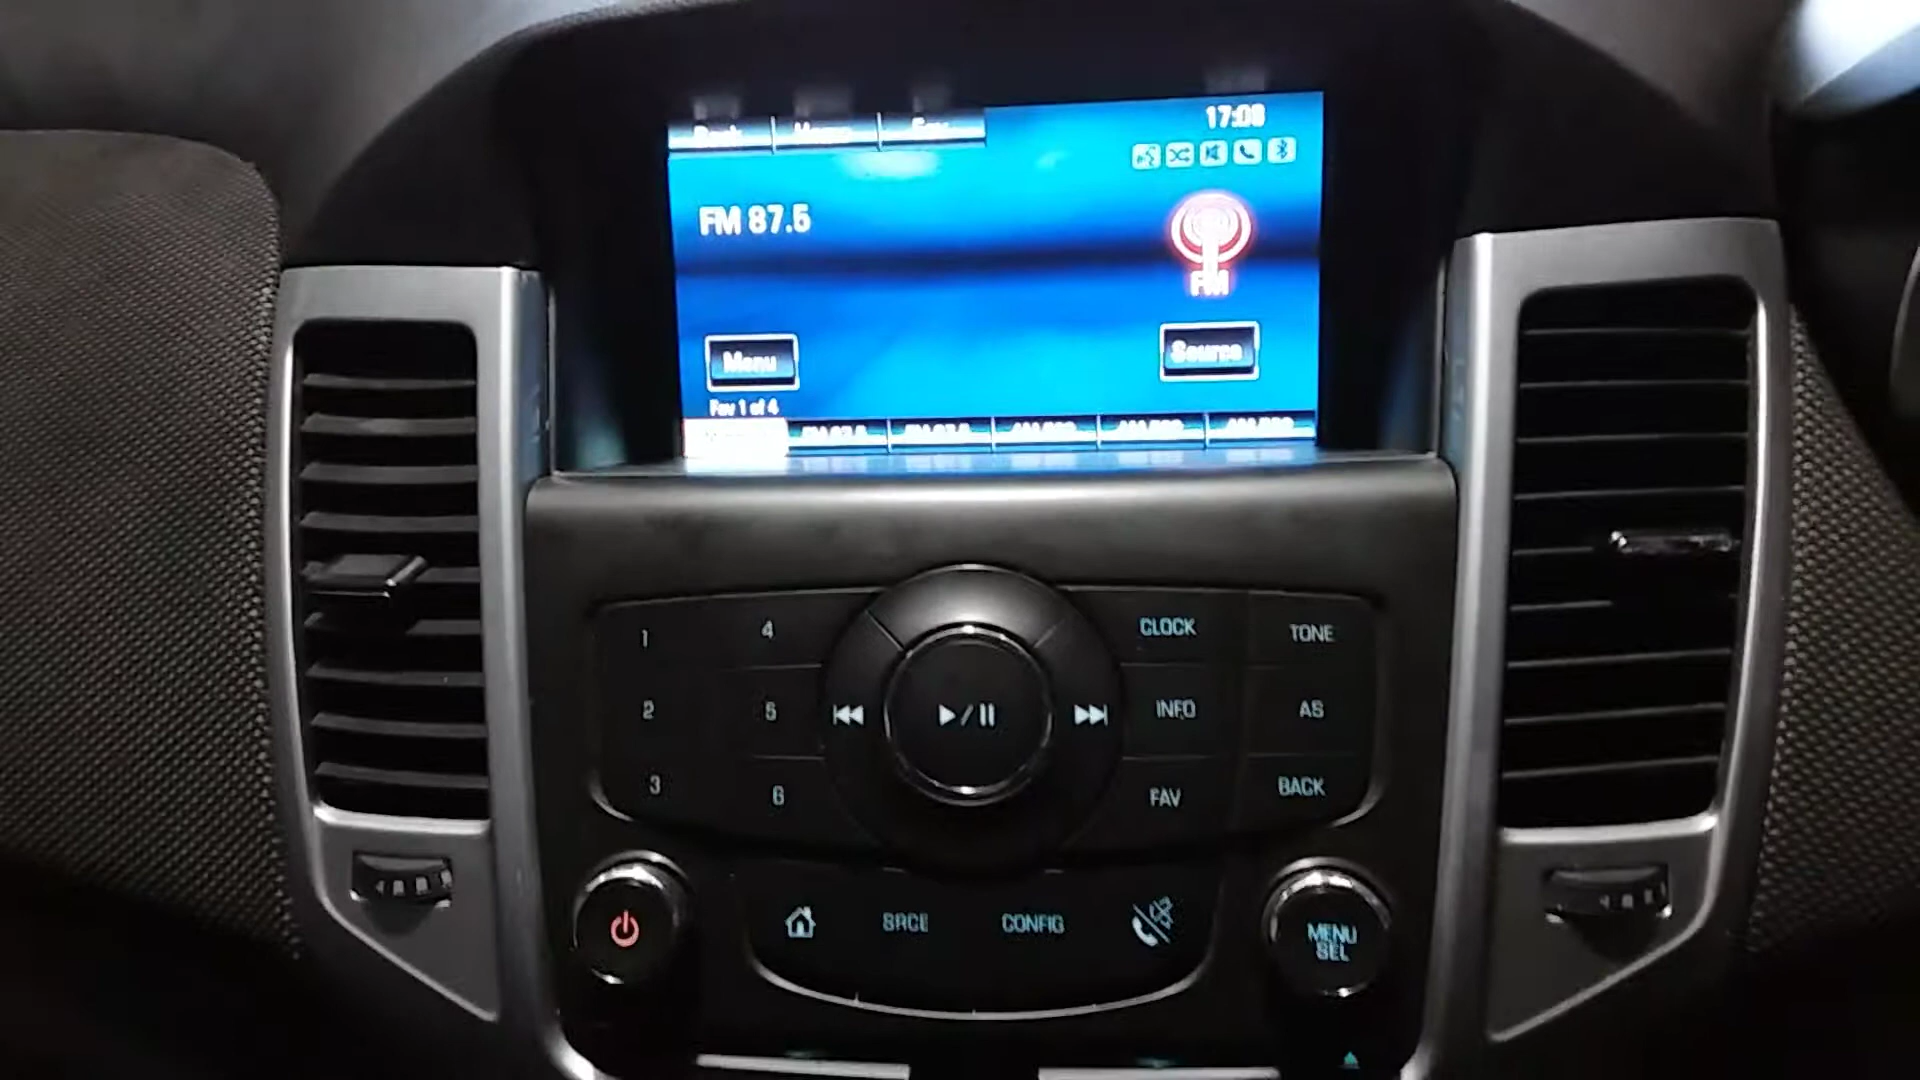 17:08
FM 87.5
FM
Menu
Source
Fav 1 of 4
1
4
CLOCK
TONE
2
5
INFO
AS
3
6
FAV
BACK
SRCE
CONFIG
MENU
SEL